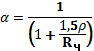 α = 1 / (1 + 1,5ρ / Rч)